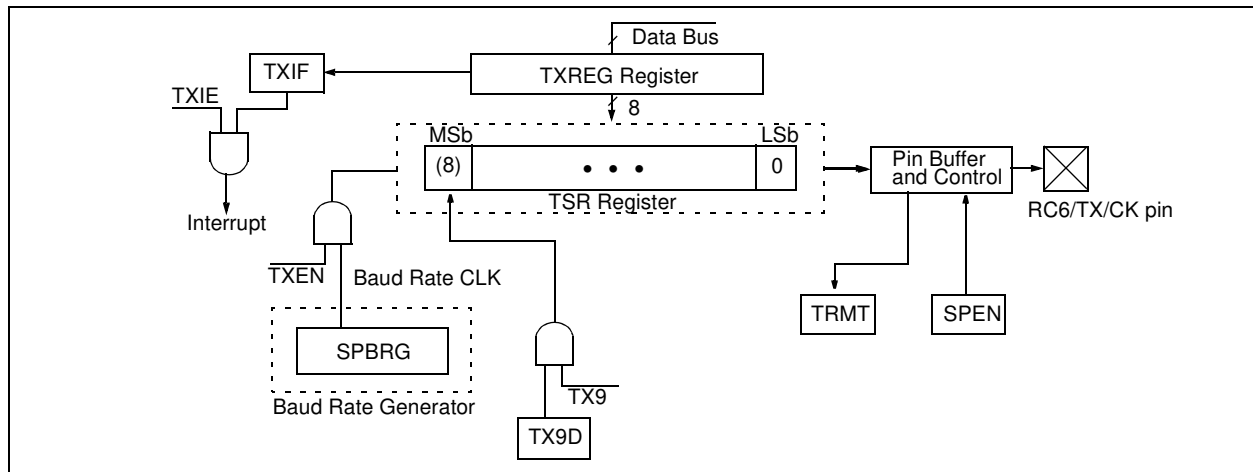 Data Bus
TXIF
TXREG Register
TXIE
8
MSb
LSb
(8)
• • •
0
TSR Register
Pin Buffer
and Control
RC6/TX/CK pin
Interrupt
TXEN
Baud Rate CLK
TRMT
SPEN
SPBRG
TX9
Baud Rate Generator
TX9D